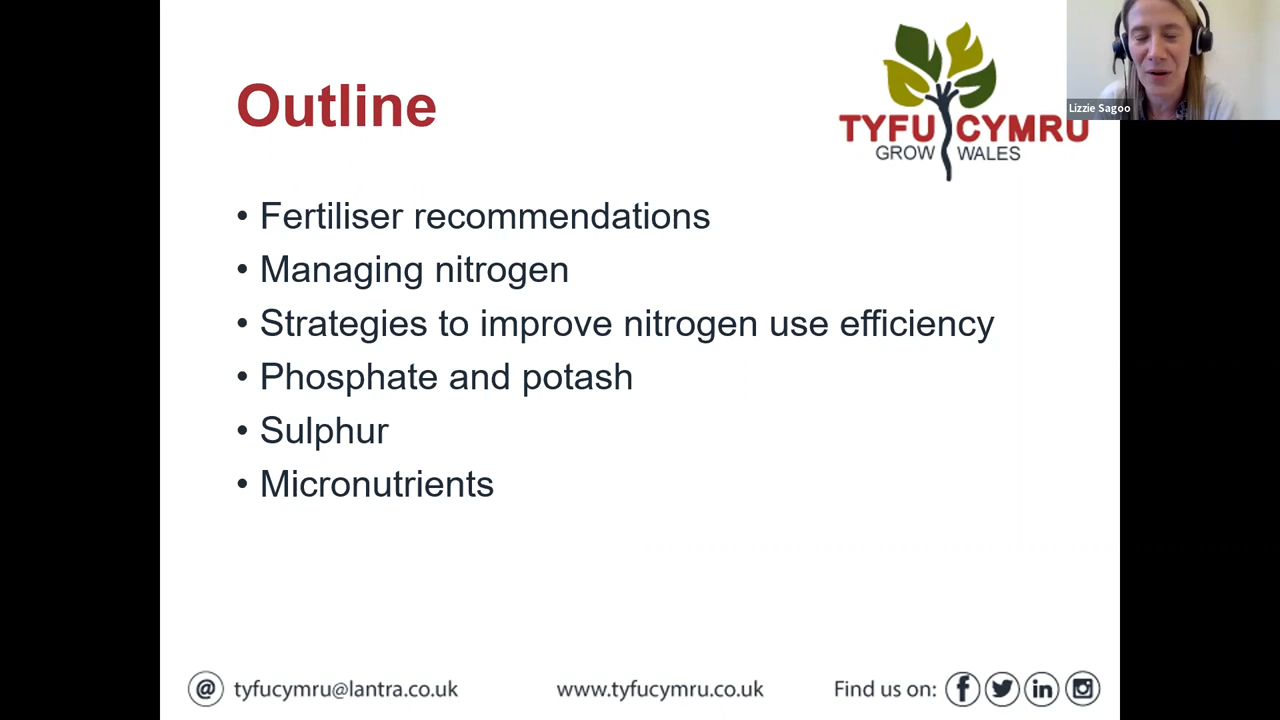 Outline
TYFU CYMRU
GROW WALES
Lizzie Sagoo
• Fertiliser recommendations
• Managing nitrogen
• Strategies to improve nitrogen use efficiency
• Phosphate and potash
• Sulphur
• Micronutrients
@ tyfucymru@lantra.co.uk www.tyfucymru.co.uk Find us on: